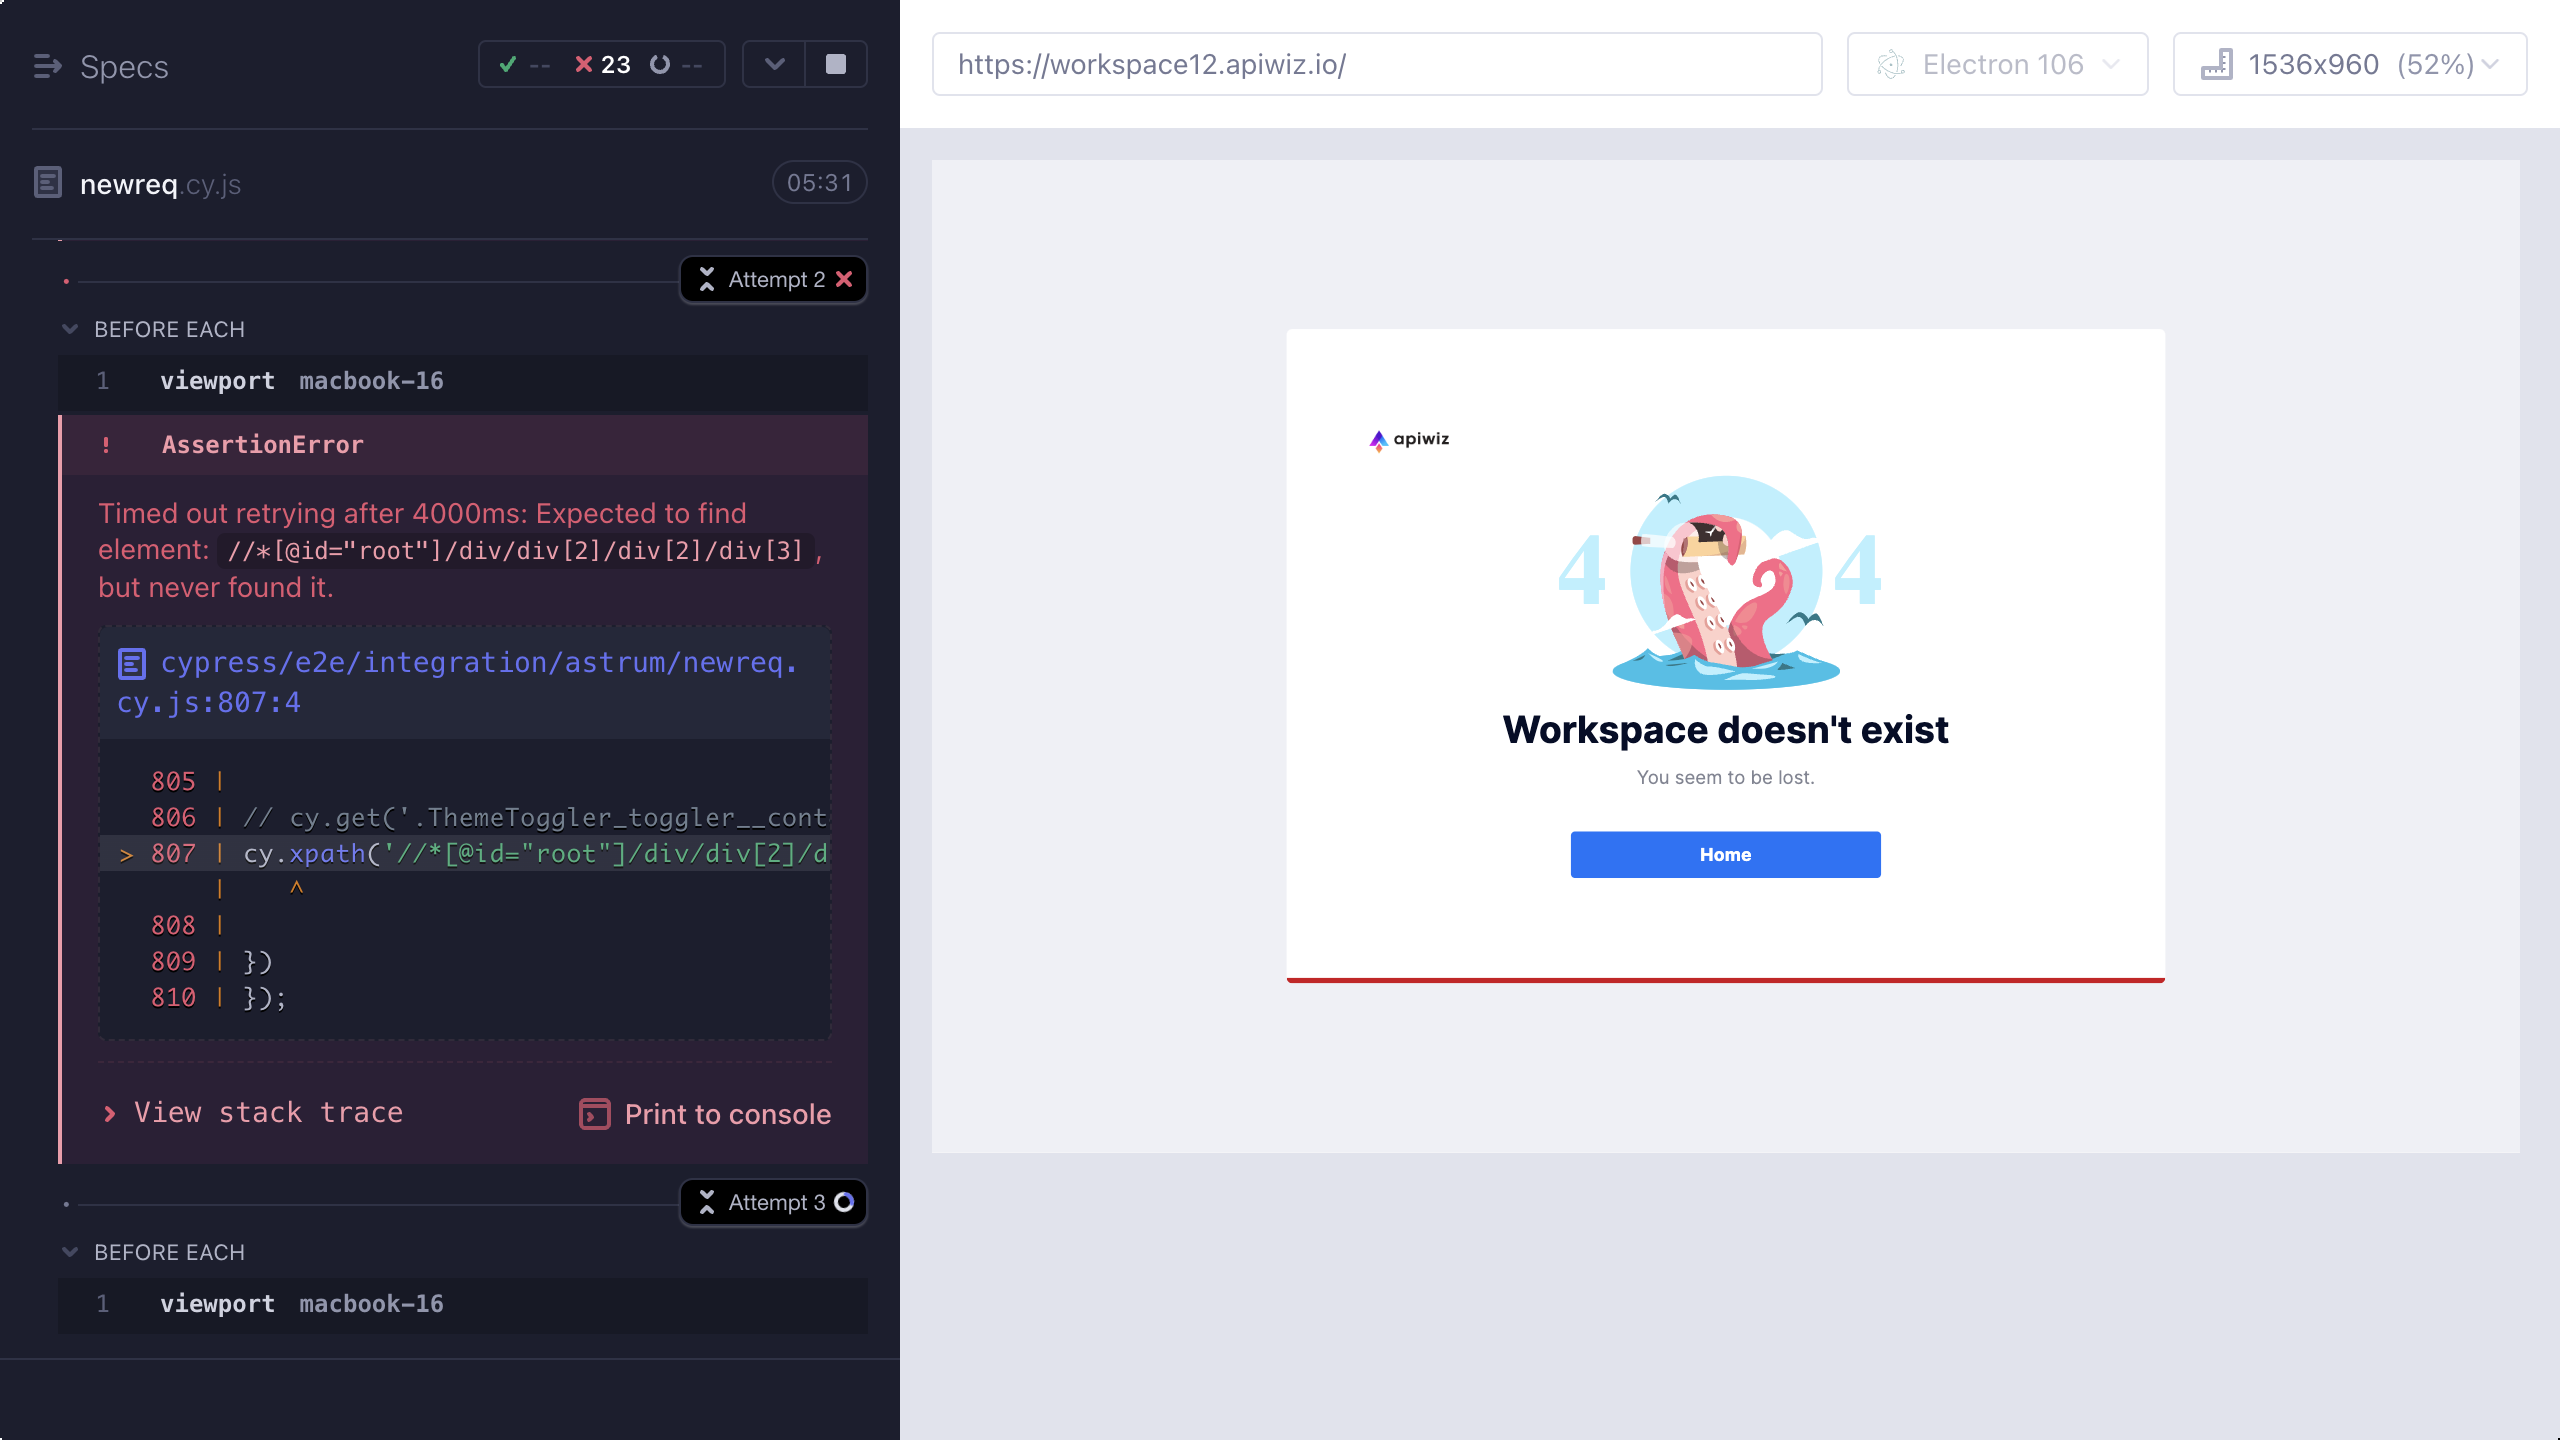 Specs
-- 23 --
newreq.cy.js
05:31
Attempt 2
BEFORE EACH
1 viewport macbook-16
! AssertionError
Timed out retrying after 4000ms: Expected to find
element: //*[@id="root"]/div/div[2]/div[2]/div[3],
but never found it.
cypress/e2e/integration/astrum/newreq.
cy.js:807:4
805 |
806 | // cy.get('.ThemeToggler_toggler__cont
> 807 | cy.xpath('//*[@id="root"]/div/div[2]/d
| ^
808 |
809 | })
810 | });
> View stack trace
Print to console
Attempt 3
BEFORE EACH
1 viewport macbook-16
https://workspace12.apiwiz.io/
Electron 106
1536x960 (52%)
apiwiz
4 4
Workspace doesn't exist
You seem to be lost.
Home